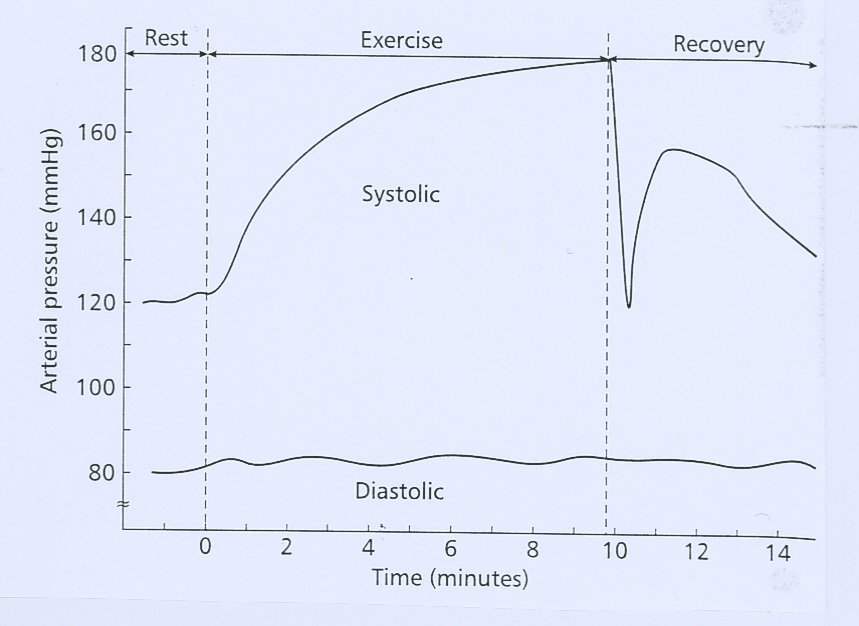 Rest
Exercise
Recovery
180
160
140
120
100
80
Arterial pressure (mmHg)
Systolic
Diastolic
0 2 4 6 8 10 12 14
Time (minutes)